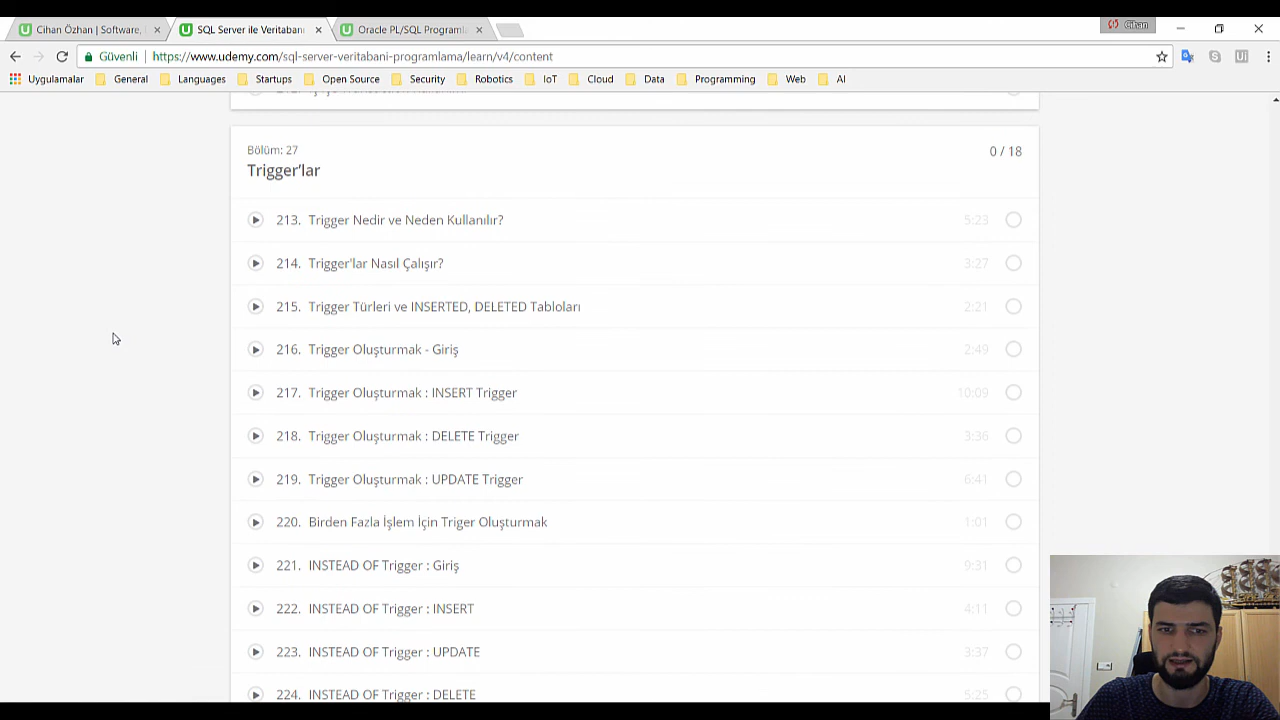 Cihan Özhan | Software,
SQL Server ile Veritabanı
Oracle PL/SQL Programla
Cihan
Güvenli
https://www.udemy.com/sql-server-veritabani-programlama/learn/v4/content
Uygulamalar
General
Languages
Startups
Open Source
Security
Robotics
IoT
Cloud
Data
Programming
Web
AI
Bölüm: 27
0 / 18
Trigger’lar
213. Trigger Nedir ve Neden Kullanılır? 5:23
214. Trigger'lar Nasıl Çalışır? 3:27
215. Trigger Türleri ve INSERTED, DELETED Tabloları 2:21
216. Trigger Oluşturmak - Giriş 2:49
217. Trigger Oluşturmak : INSERT Trigger 10:09
218. Trigger Oluşturmak : DELETE Trigger 3:36
219. Trigger Oluşturmak : UPDATE Trigger 6:41
220. Birden Fazla İşlem İçin Triger Oluşturmak 1:01
221. INSTEAD OF Trigger : Giriş 9:31
222. INSTEAD OF Trigger : INSERT 4:11
223. INSTEAD OF Trigger : UPDATE 3:37
224. INSTEAD OF Trigger : DELETE 5:25